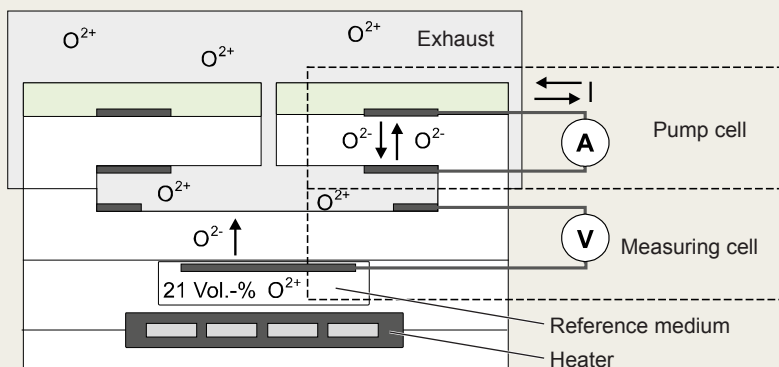 O²⁺
O²⁺
O²⁺
Exhaust
I
O²⁻
O²⁻
A
Pump cell
O²⁺
O²⁺
O²⁻
V
Measuring cell
21 Vol.-% O²⁺
Reference medium
Heater